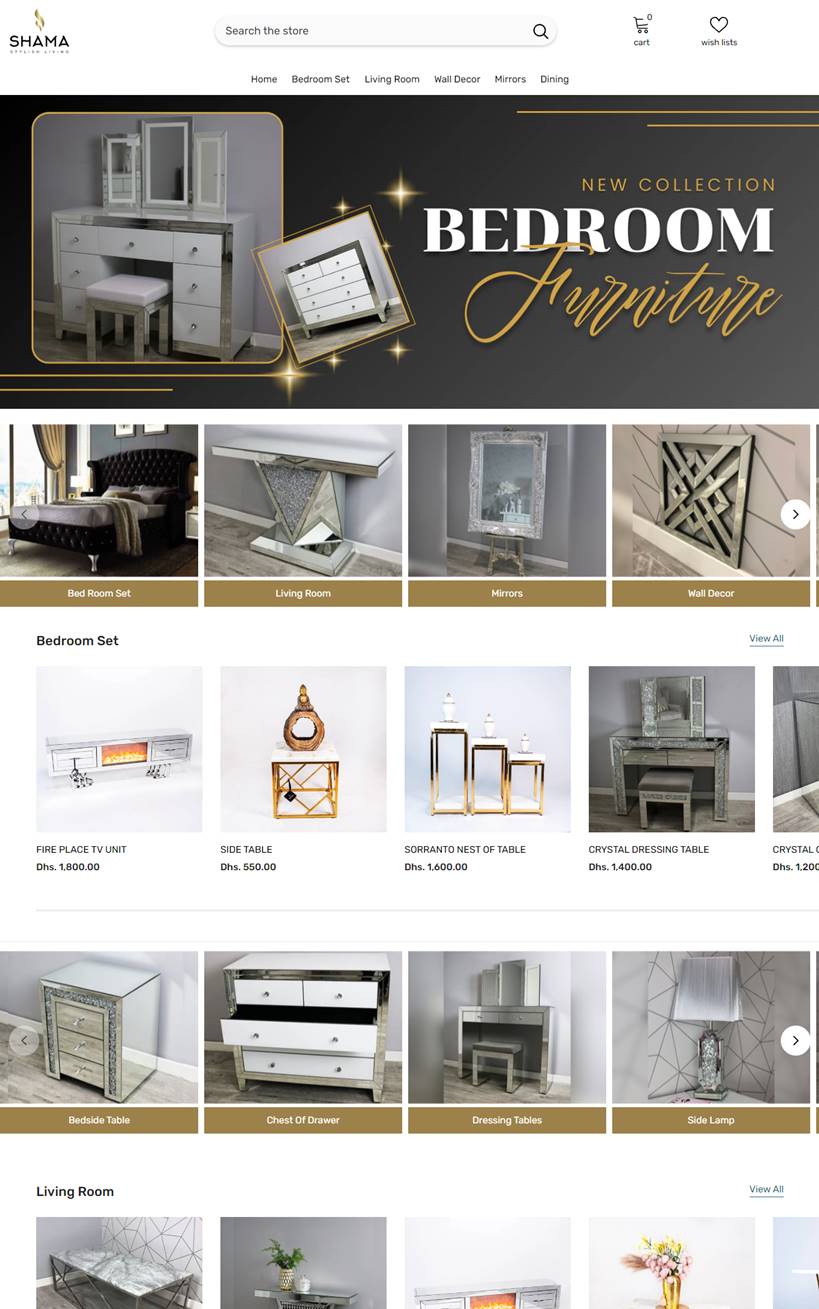 SHAMA
STYLISH LIVING
Search the store
0
cart
wish lists
Home Bedroom Set Living Room Wall Decor Mirrors Dining
NEW COLLECTION
BEDROOM
Furniture
Bed Room Set
Living Room
Mirrors
Wall Decor
Bedroom Set
View All
FIRE PLACE TV UNIT
Dhs. 1,800.00
SIDE TABLE
Dhs. 550.00
SORRANTO NEST OF TABLE
Dhs. 1,600.00
CRYSTAL DRESSING TABLE
Dhs. 1,400.00
CRYSTAL
Dhs. 1,200
Bedside Table
Chest Of Drawer
Dressing Tables
Side Lamp
Living Room
View All